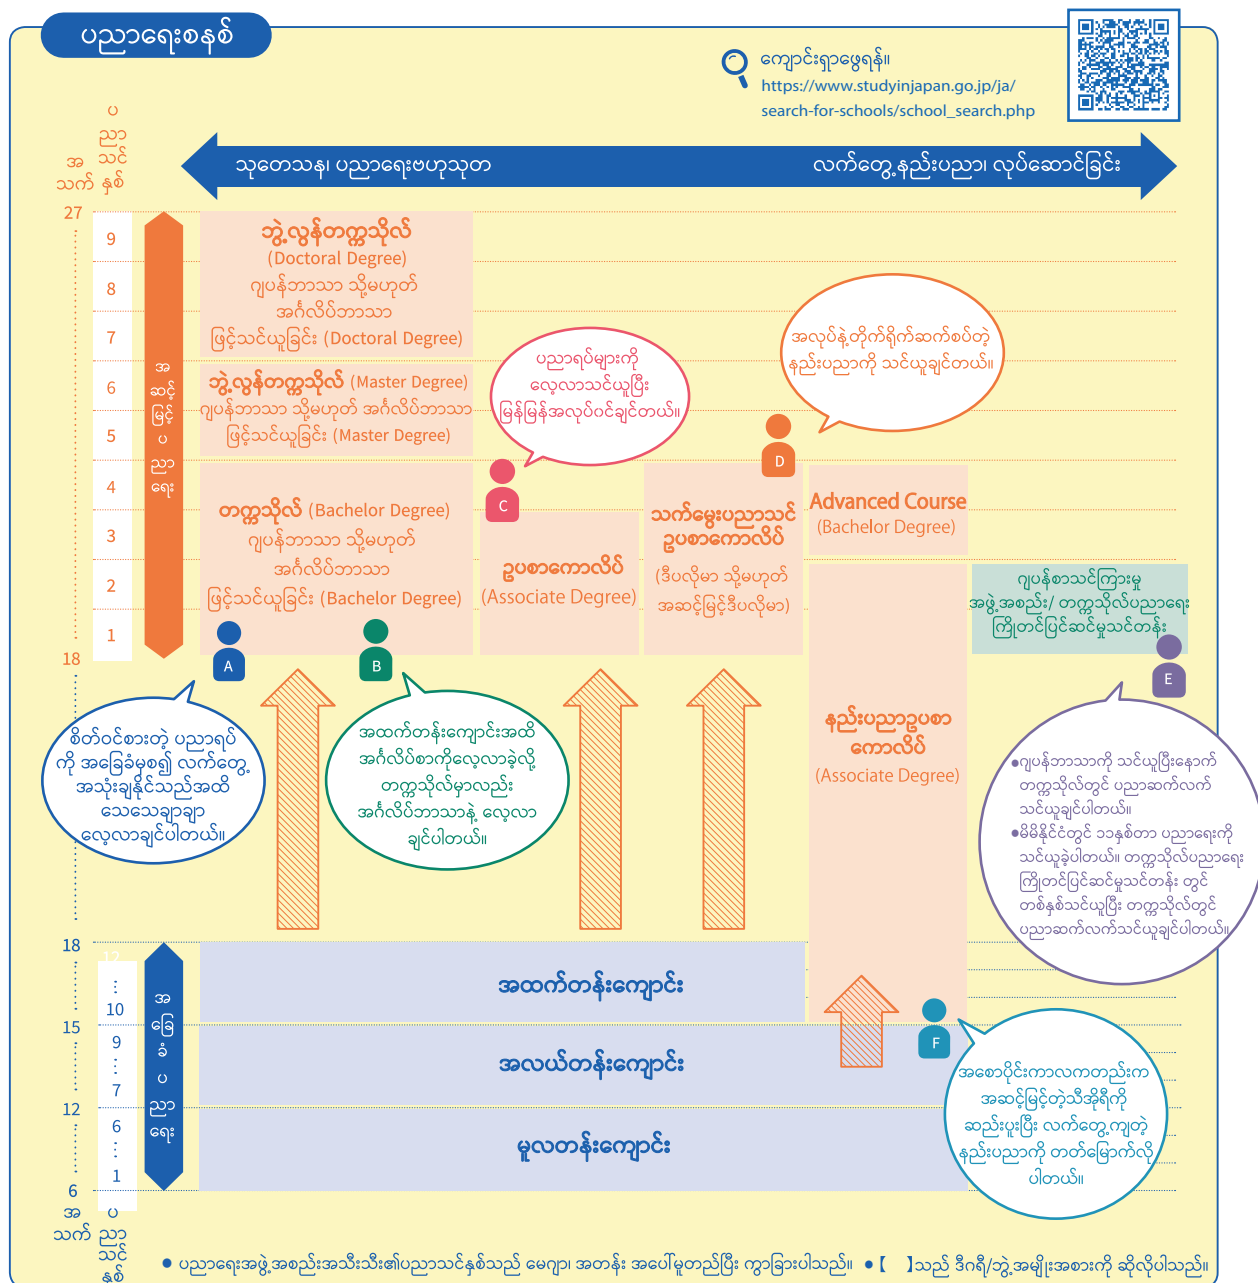 ပညာရေးစနစ်
ကျောင်းရှာဖွေရန်။
https://www.studyinjapan.go.jp/ja/
search-for-schools/school_search.php
အသက်
ပညာသင်နှစ်
သုတေသန၊ ပညာရေးဗဟုသုတ
လက်တွေ့နည်းပညာ၊ လုပ်ဆောင်ခြင်း
27
9
8
7
6
5
4
3
2
1
18
အဆင့်မြင့်ပညာရေး
ဘွဲ့လွန်တက္ကသိုလ်
(Doctoral Degree)
ဂျပန်ဘာသာ သို့မဟုတ်
အင်္ဂလိပ်ဘာသာ
ဖြင့်သင်ယူခြင်း (Doctoral Degree)
ဘွဲ့လွန်တက္ကသိုလ် (Master Degree)
ဂျပန်ဘာသာ သို့မဟုတ် အင်္ဂလိပ်ဘာသာ
ဖြင့်သင်ယူခြင်း (Master Degree)
တက္ကသိုလ် (Bachelor Degree)
ဂျပန်ဘာသာ သို့မဟုတ်
အင်္ဂလိပ်ဘာသာ
ဖြင့်သင်ယူခြင်း (Bachelor Degree)
ပညာရပ်များကို
လေ့လာသင်ယူပြီး
မြန်မြန်အလုပ်ဝင်ချင်တယ်။
C
ဥပစာကောလိပ်
(Associate Degree)
အလုပ်နဲ့တိုက်ရိုက်ဆက်စပ်တဲ့
နည်းပညာကို သင်ယူချင်တယ်။
D
သက်မွေးပညာသင်
ဥပစာကောလိပ်
(ဒီပလိုမာ သို့မဟုတ်
အဆင့်မြင့်ဒီပလိုမာ)
Advanced Course
(Bachelor Degree)
နည်းပညာဥပစာ
ကောလိပ်
(Associate Degree)
ဂျပန်စာသင်ကြားမှု
အဖွဲ့အစည်း/ တက္ကသိုလ်ပညာရေး
ကြိုတင်ပြင်ဆင်မှုသင်တန်း
A
စိတ်ဝင်စားတဲ့ ပညာရပ်
ကို အခြေခံမှစ၍ လက်တွေ့
အသုံးချနိုင်သည်အထိ
သေသေချာချာ
လေ့လာချင်ပါတယ်။
B
အထက်တန်းကျောင်းအထိ
အင်္ဂလိပ်စာကိုလေ့လာခဲ့လို့
တက္ကသိုလ်မှာလည်း
အင်္ဂလိပ်ဘာသာနဲ့ လေ့လာ
ချင်ပါတယ်။
E
●ဂျပန်ဘာသာကို သင်ယူပြီးနောက်
တက္ကသိုလ်တွင် ပညာဆက်လက်
သင်ယူချင်ပါတယ်။
●မိမိနိုင်ငံတွင် ၁၁နှစ်တာ ပညာရေးကို
သင်ယူခဲ့ပါတယ်။ တက္ကသိုလ်ပညာရေး
ကြိုတင်ပြင်ဆင်မှုသင်တန်း တွင်
တစ်နှစ်သင်ယူပြီး တက္ကသိုလ်တွင်
ပညာဆက်လက်သင်ယူချင်ပါတယ်။
18
12
10
15
9
7
12
6
1
6
အခြေခံပညာရေး
အထက်တန်းကျောင်း
အလယ်တန်းကျောင်း
မူလတန်းကျောင်း
F
အစောပိုင်းကာလကတည်းက
အဆင့်မြင့်တဲ့သီအိုရီကို
ဆည်းပူးပြီး လက်တွေ့ကျတဲ့
နည်းပညာကို တတ်မြောက်လို
ပါတယ်။
အသက်
ပညာသင်နှစ်
● ပညာရေးအဖွဲ့အစည်းအသီးသီး၏ပညာသင်နှစ်သည် မေဂျာ၊ အတန်း အပေါ်မူတည်ပြီး ကွာခြားပါသည်။ ● 【 】သည် ဒီဂရီ/ဘွဲ့အမျိုးအစားကို ဆိုလိုပါသည်။